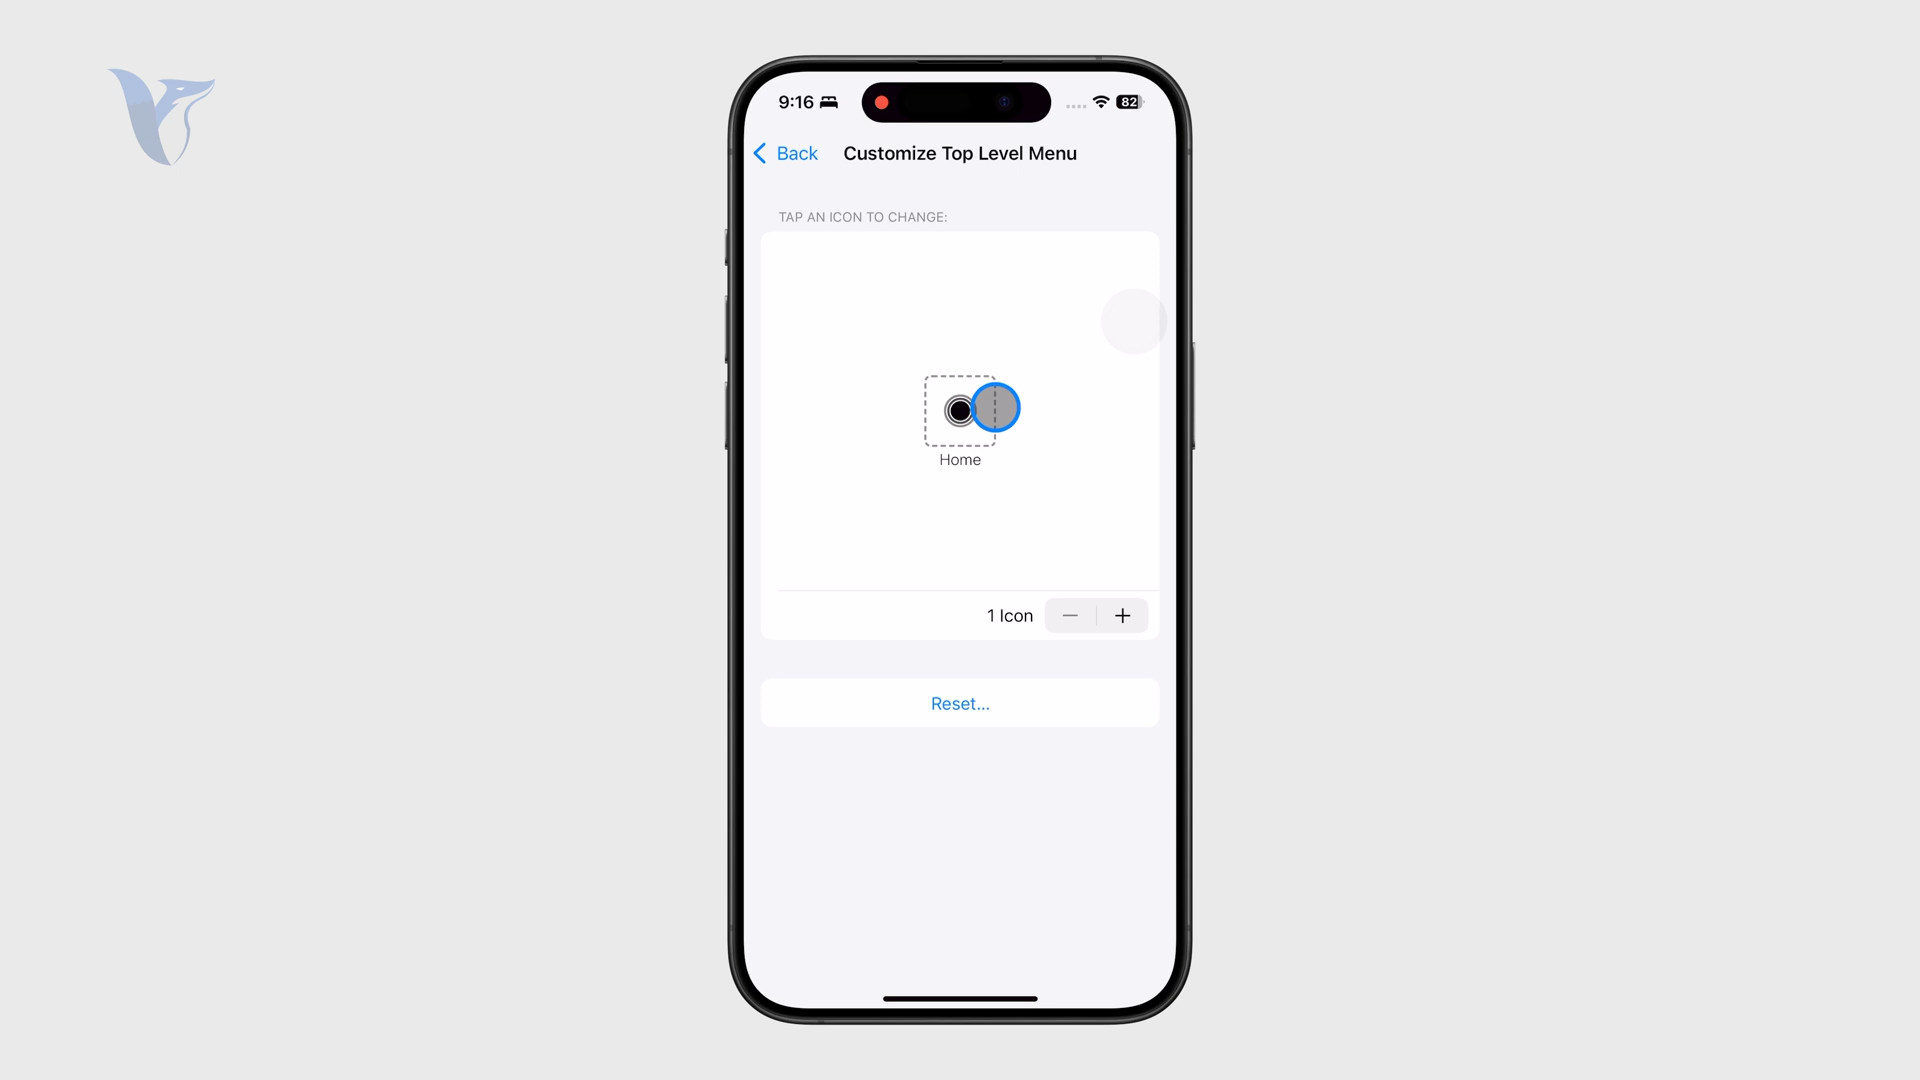 9:16
82
Back
Customize Top Level Menu
TAP AN ICON TO CHANGE:
Home
1 Icon
Reset...